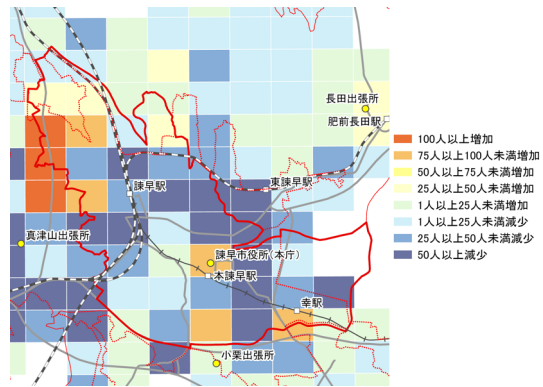 長田出張所
肥前長田駅
諫早駅
東諫早駅
真津山出張所
諫早市役所(本庁)
本諫早駅
幸駅
小栗出張所
100人以上増加
75人以上100人未満増加
50人以上75人未満増加
25人以上50人未満増加
1人以上25人未満増加
1人以上25人未満減少
25人以上50人未満減少
50人以上減少